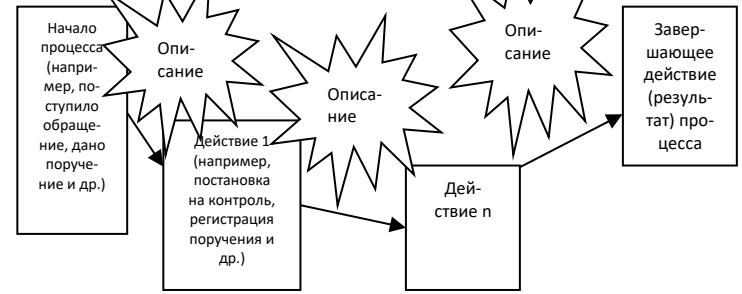 Начало
процесса
(напри-
мер, по-
ступило
обраще-
ние, дано
поруче-
ние и др.)
Опи-
сание
Действие 1
(например,
постановка
на контроль,
регистрация
поручения и
др.)
Описа-
ние
Дей-
ствие n
Опи-
сание
Завер-
шающее
действие
(резуль-
тат) про-
цесса